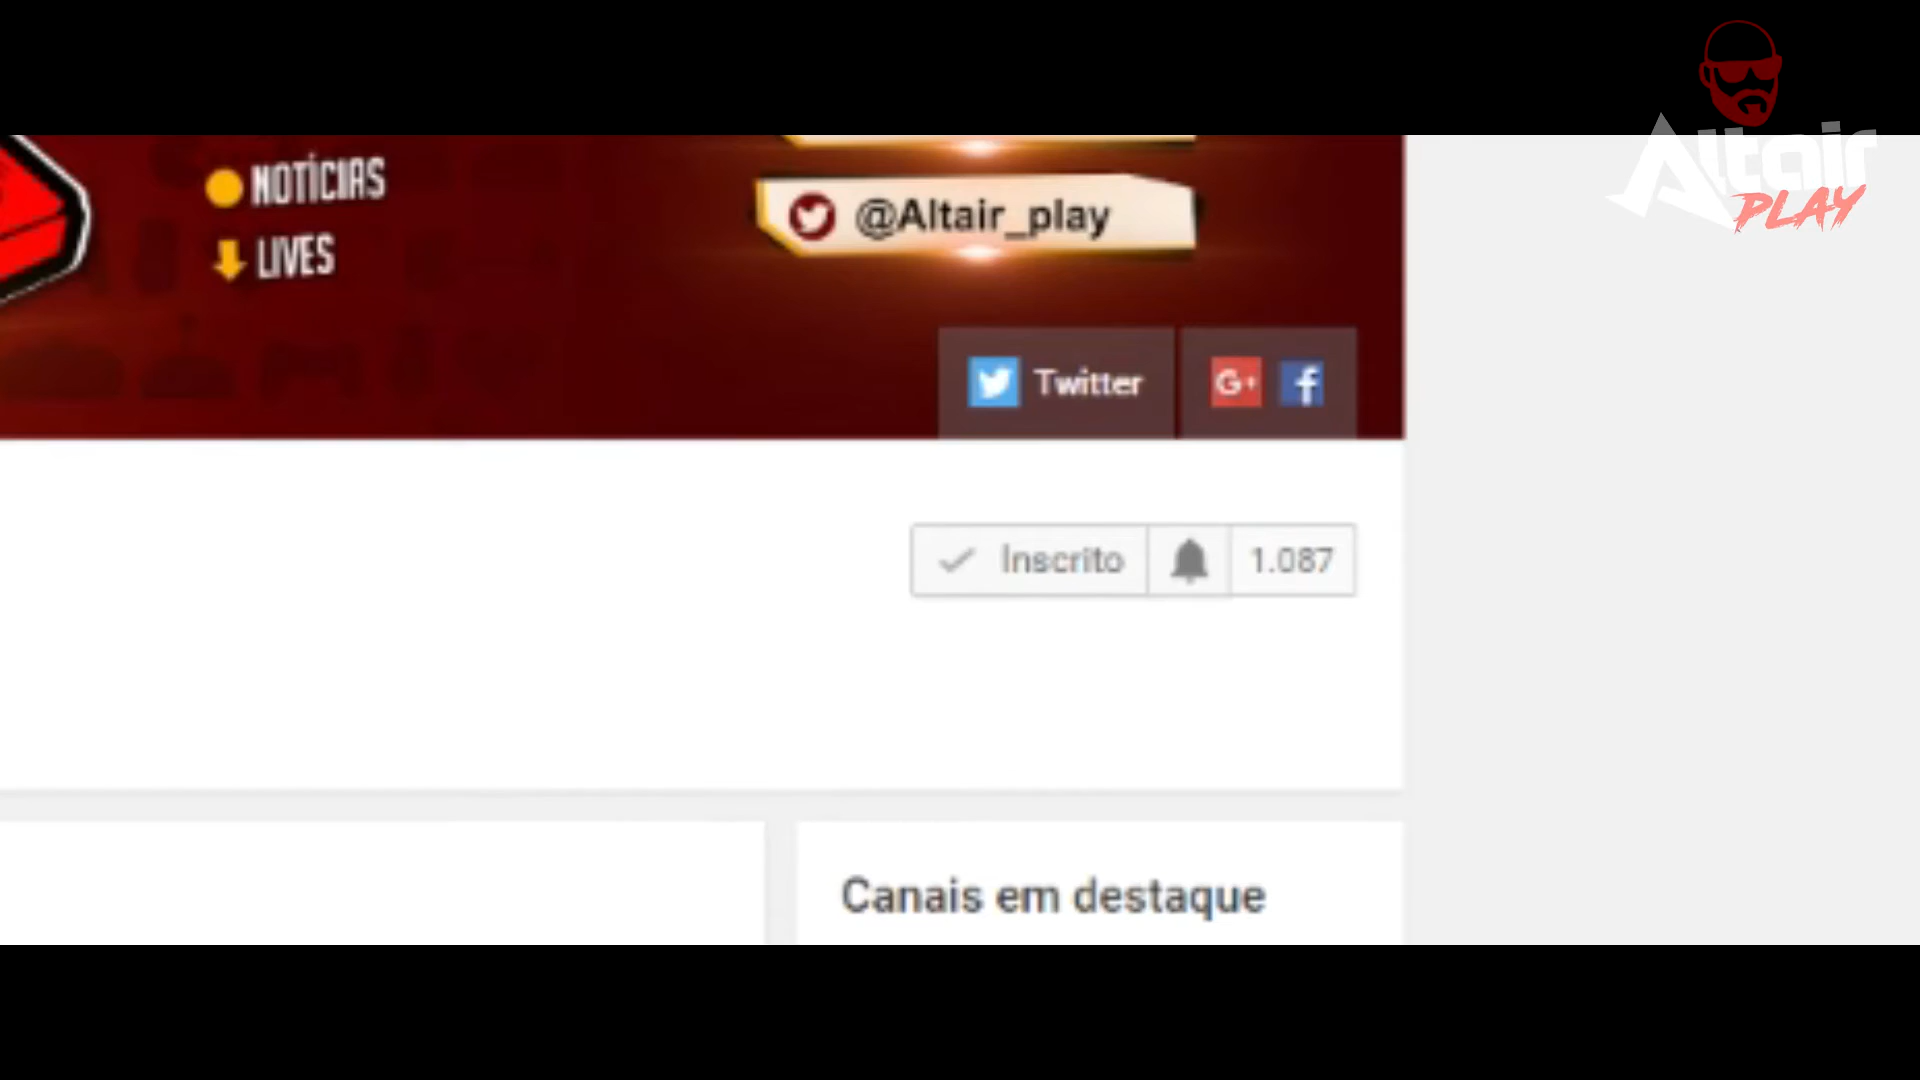 Altair
PLAY
NOTÍCIAS
@Altair_play
LIVES
Twitter
G+
Inscrito
1.087
Canais em destaque